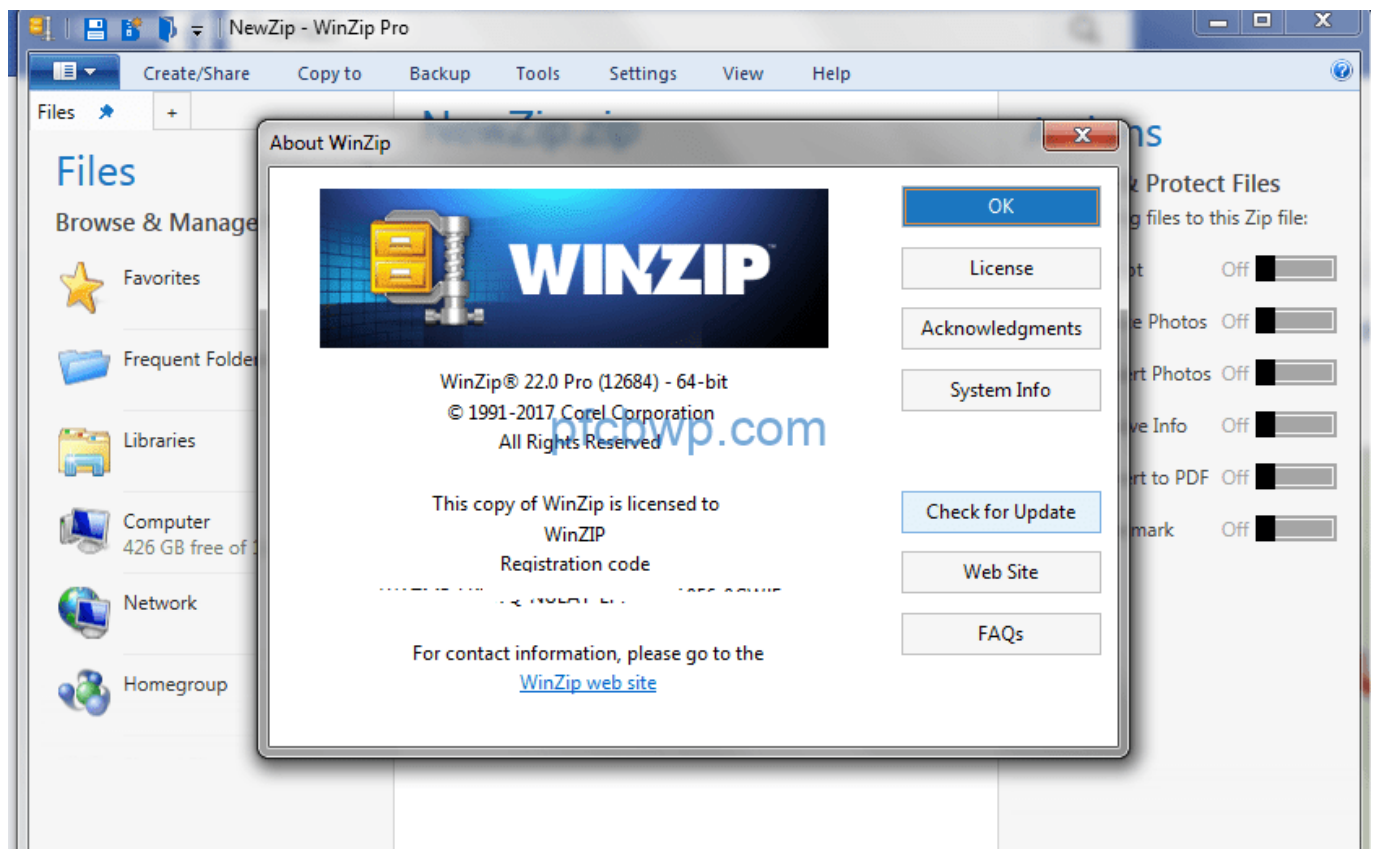 NewZip - WinZip Pro
Create/Share Copy to Backup Tools Settings View Help
Files +
Files
Browse & Manage
Favorites
Frequent Folder
Libraries
Computer
426 GB free of
Network
Homegroup
NewZip.zip
About WinZip
WINZIP
WinZip® 22.0 Pro (12684) - 64-bit
© 1991-2017 Corel Corporation
All Rights Reserved
pfcbwp.com
This copy of WinZip is licensed to
WinZIP
Registration code
For contact information, please go to the
WinZip web site
OK
License
Acknowledgments
System Info
Check for Update
Web Site
FAQs
Protect Files
files to this Zip file:
Off
Photos Off
Photos Off
Info Off
to PDF Off
Off